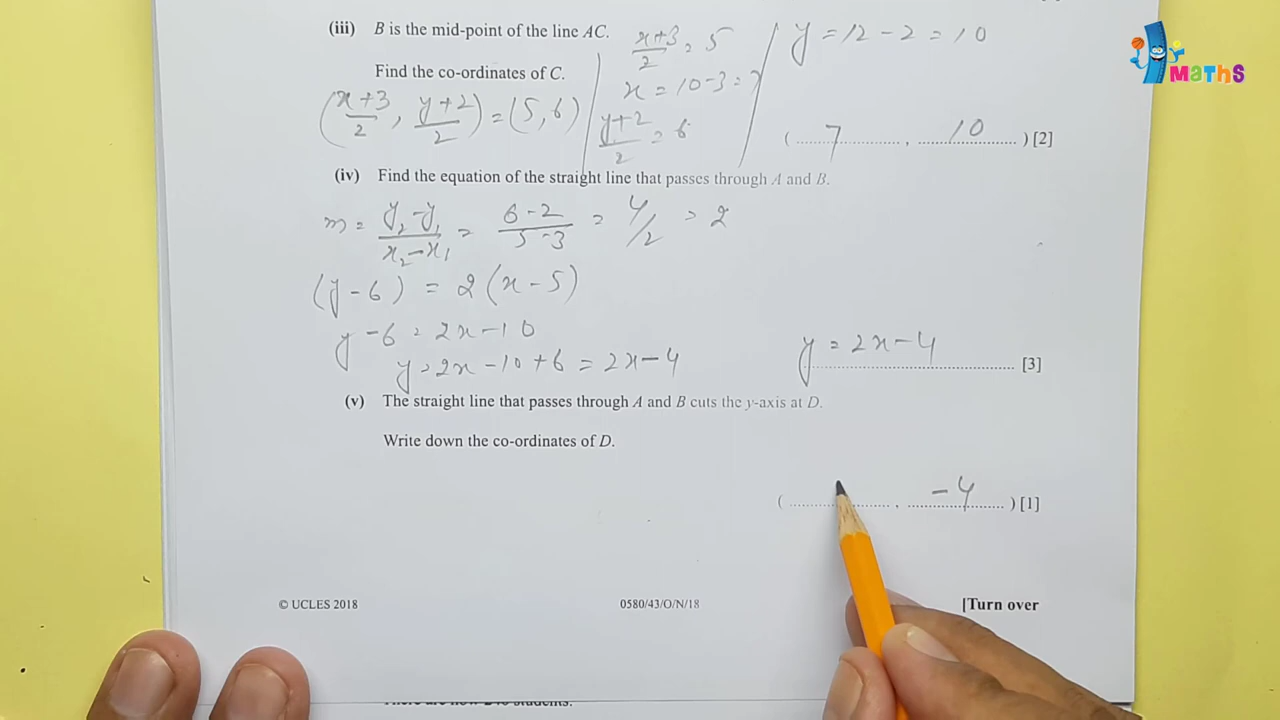 (iii) B is the mid-point of the line AC.
Find the co-ordinates of C.
(x+3/2, y+2/2) = (5, 6)
x+3/2 = 5
x = 10-3 = 7
y+2/2 = 6
y = 12 - 2 = 10
( 7 , 10 ) [2]
(iv) Find the equation of the straight line that passes through A and B.
m = y₂-y₁/x₂-x₁ = 6-2/5-3 = 4/2 = 2
(y-6) = 2(x-5)
y-6 = 2x-10
y = 2x-10+6 = 2x-4
y = 2x-4 [3]
(v) The straight line that passes through A and B cuts the y-axis at D.
Write down the co-ordinates of D.
( , -4 ) [1]
© UCLES 2018
0580/43/O/N/18
[Turn over
Maths